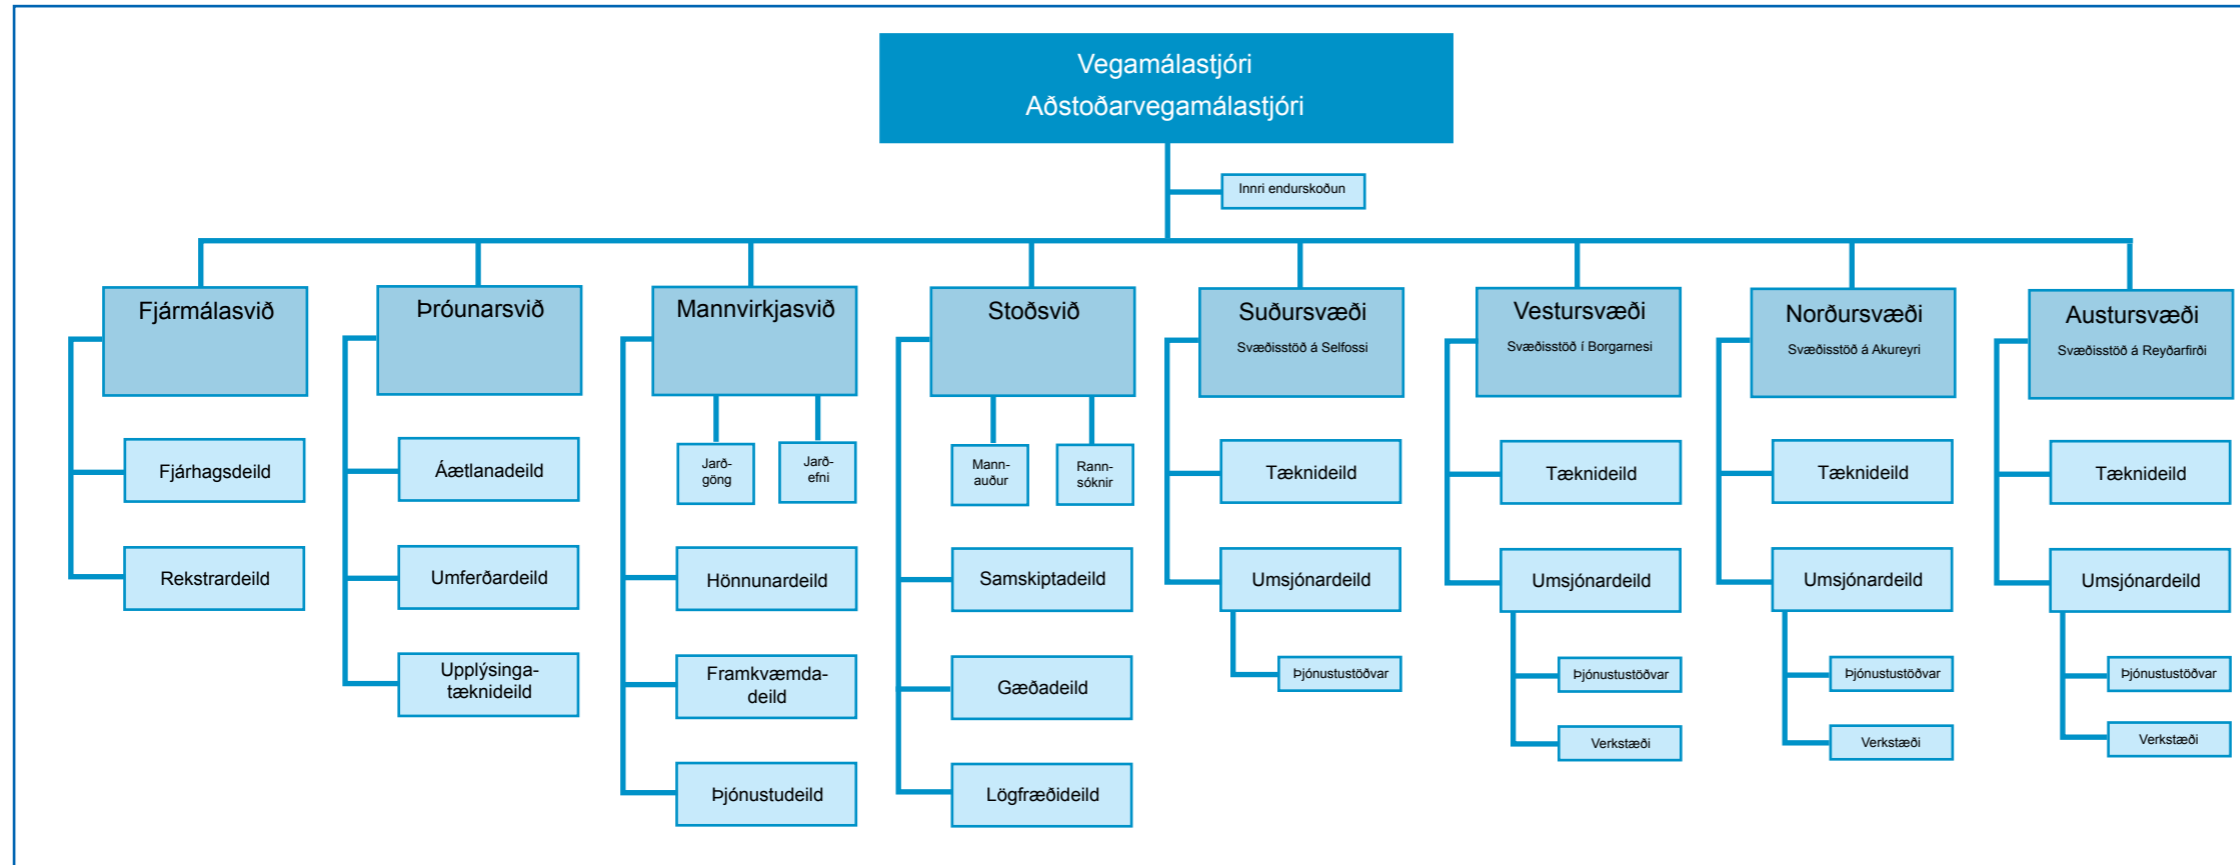 Vegamálastjóri
Aðstoðarvegamálastjóri
Innri endurskoðun
Fjármálasvið
Þróunarsvið
Mannvirkjasvið
Stoðsvið
Suðursvæði
Svæðisstöð á Selfossi
Vestursvæði
Svæðisstöð í Borgarnesi
Norðursvæði
Svæðisstöð á Akureyri
Austursvæði
Svæðisstöð á Reyðarfirði
Fjárhagsdeild
Áætlanadeild
Jarð-
göng
Jarð-
efni
Mann-
auður
Rann-
sóknir
Tæknideild
Tæknideild
Tæknideild
Tæknideild
Rekstrardeild
Umferðardeild
Hönnunardeild
Samskiptadeild
Umsjónardeild
Umsjónardeild
Umsjónardeild
Umsjónardeild
Upplýsinga-
tæknideild
Framkvæmda-
deild
Gæðadeild
Þjónustustöðvar
Þjónustustöðvar
Þjónustustöðvar
Þjónustustöðvar
Verkstæði
Verkstæði
Verkstæði
Þjónustudeild
Lögfræðideild